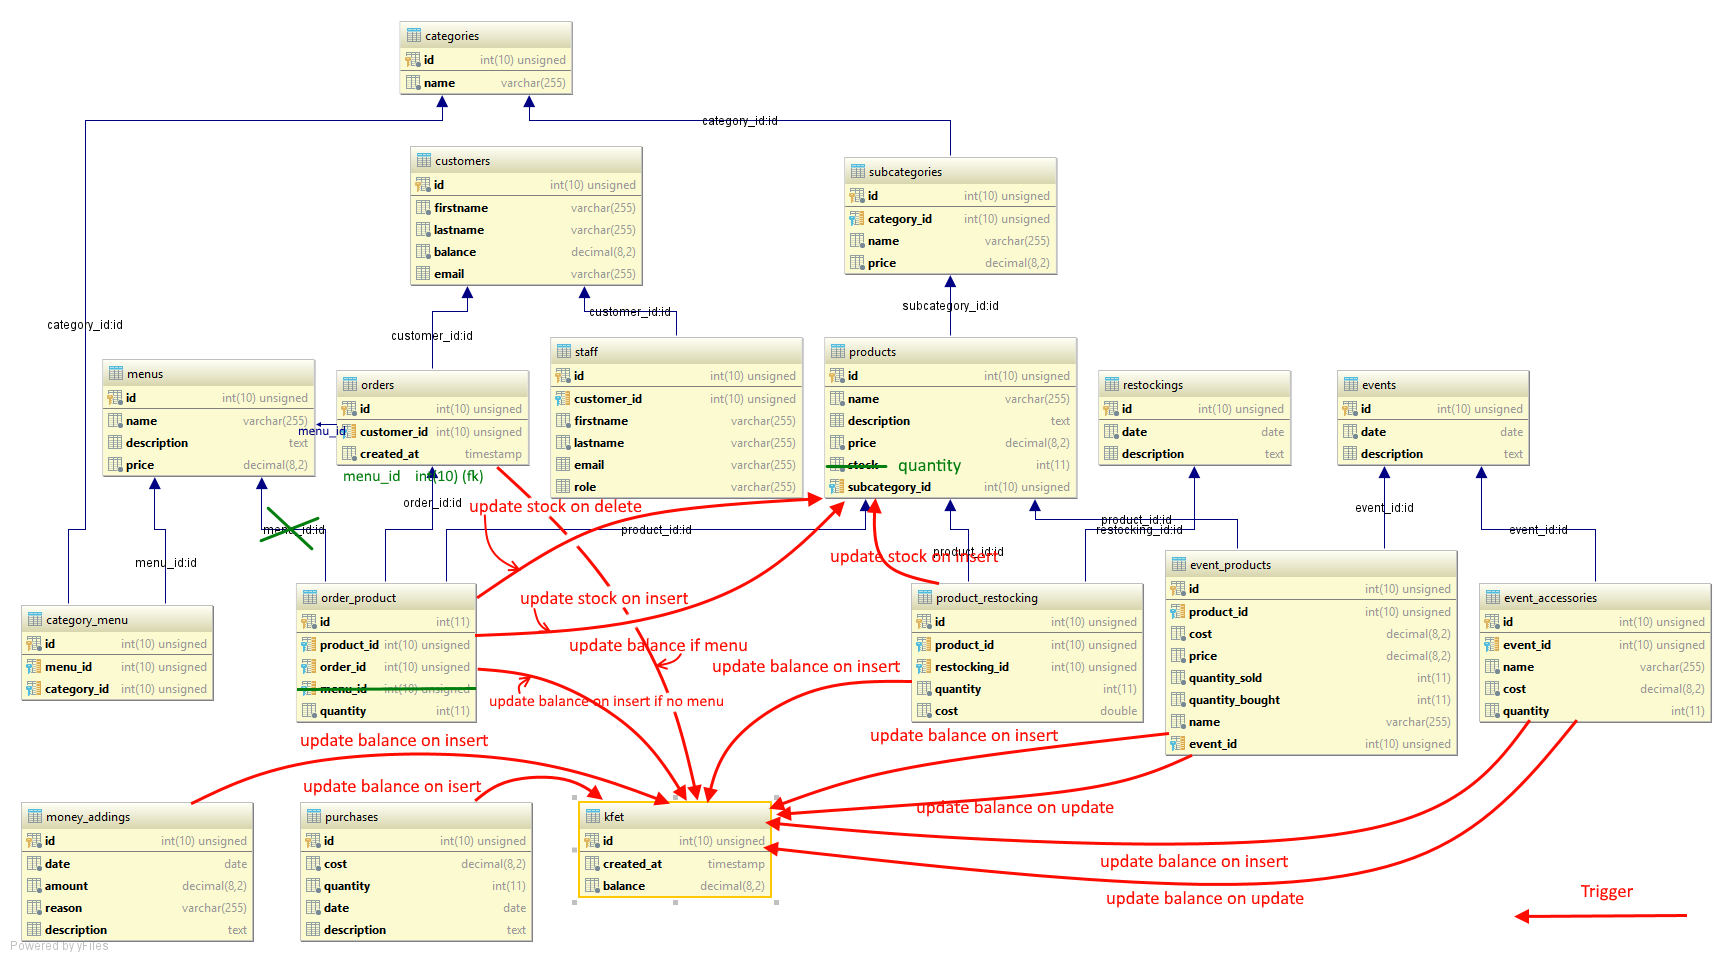 categories
id int(10) unsigned
name varchar(255)
category_id:id
customers
id int(10) unsigned
firstname varchar(255)
lastname varchar(255)
balance decimal(8,2)
email varchar(255)
subcategories
id int(10) unsigned
category_id int(10) unsigned
name varchar(255)
price decimal(8,2)
category_id:id
customer_id:id
customer_id:id
subcategory_id:id
menus
id int(10) unsigned
name varchar(255)
description text
price decimal(8,2)
menu_id
orders
id int(10) unsigned
customer_id int(10) unsigned
created_at timestamp
menu_id int(10) (fk)
staff
id int(10) unsigned
customer_id int(10) unsigned
firstname varchar(255)
lastname varchar(255)
email varchar(255)
role varchar(255)
products
id int(10) unsigned
name varchar(255)
description text
price decimal(8,2)
stock quantity int(11)
subcategory_id int(10) unsigned
restockings
id int(10) unsigned
date date
description text
events
id int(10) unsigned
date date
description text
order_id:id
update stock on delete
menu_id:id
product_id:id
product_id:id
restocking_id:id
event_id:id
event_id:id
menu_id:id
product_id:id
update stock on insert
category_menu
id int(10) unsigned
menu_id int(10) unsigned
category_id int(10) unsigned
order_product
id int(11)
product_id int(10) unsigned
order_id int(10) unsigned
menu_id int(10) unsigned
quantity int(11)
update stock on insert
update balance if menu
update balance on insert if no menu
update balance on insert
product_restocking
id int(10) unsigned
product_id int(10) unsigned
restocking_id int(10) unsigned
quantity int(11)
cost double
event_products
id int(10) unsigned
product_id int(10) unsigned
cost decimal(8,2)
price decimal(8,2)
quantity_sold int(11)
quantity_bought int(11)
name varchar(255)
event_id int(10) unsigned
event_accessories
id int(10) unsigned
event_id int(10) unsigned
name varchar(255)
cost decimal(8,2)
quantity int(11)
update balance on insert
update balance on insert
update balance on isert
update balance on update
money_addings
id int(10) unsigned
date date
amount decimal(8,2)
reason varchar(255)
description text
purchases
id int(10) unsigned
cost decimal(8,2)
quantity int(11)
date date
description text
kfet
id int(10) unsigned
created_at timestamp
balance decimal(8,2)
update balance on insert
update balance on update
Trigger
Powered by yFiles